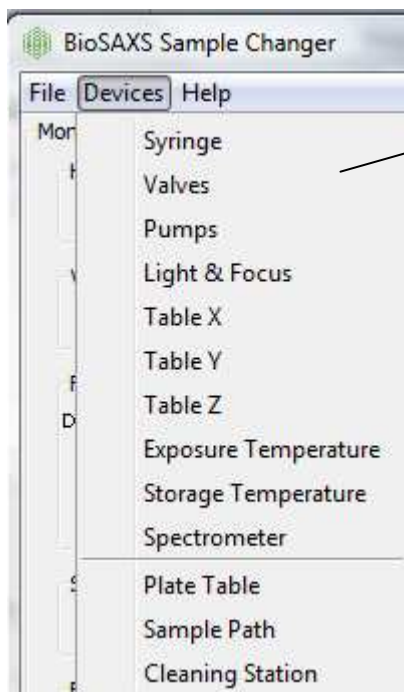 BioSAXS Sample Changer
File Devices Help
Mor
Syringe
Valves
Pumps
Light & Focus
Table X
Table Y
Table Z
D
Exposure Temperature
Storage Temperature
Spectrometer
Plate Table
Sample Path
Cleaning Station